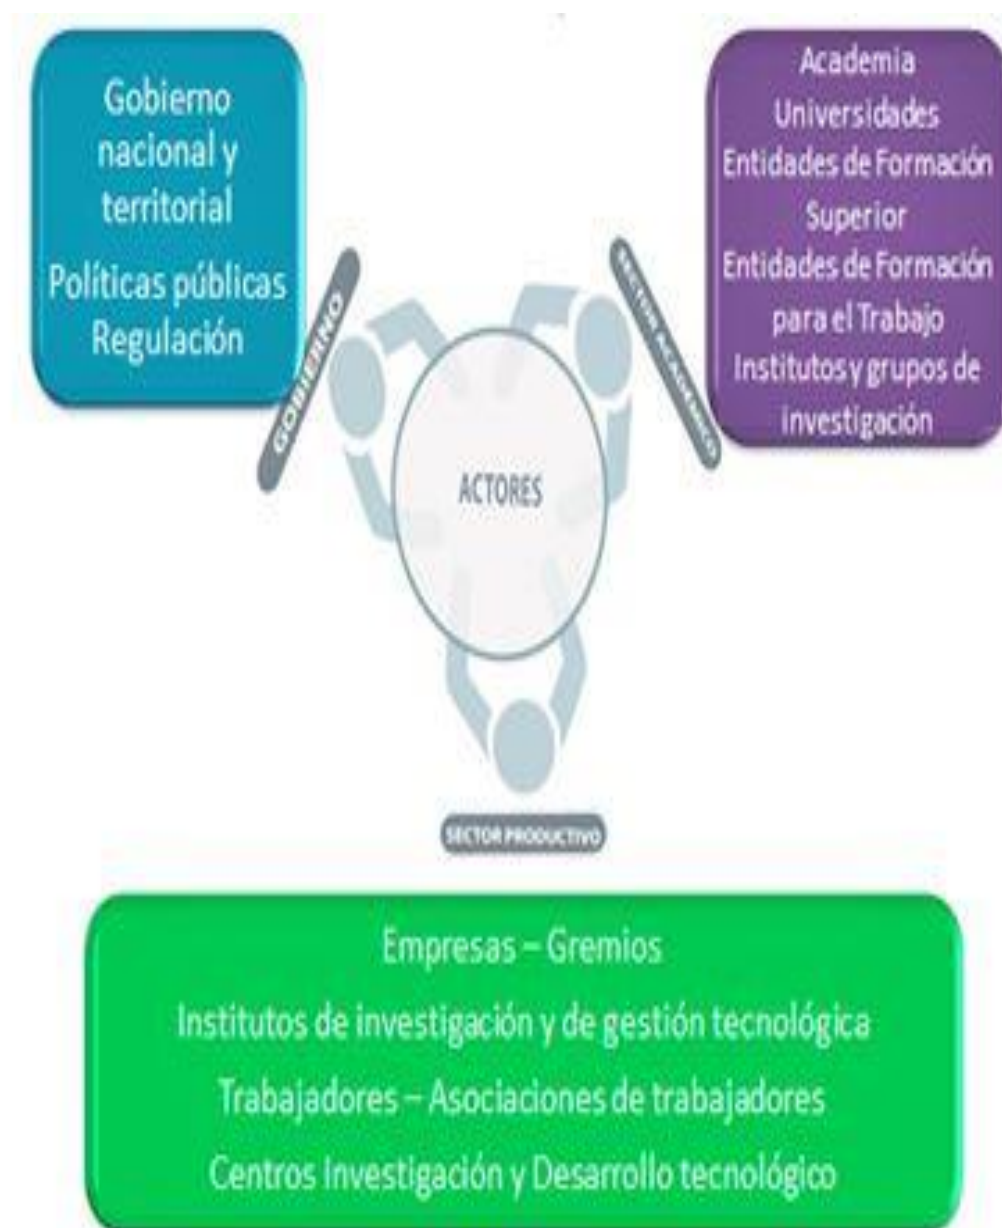 Gobierno
nacional y
territorial
Políticas públicas
Regulación
GOBIERNO
Academia
Universidades
Entidades de Formación
Superior
Entidades de Formación
para el Trabajo
Institutos y grupos de
investigación
SECTOR ACADÉMICO
ACTORES
SECTOR PRODUCTIVO
Empresas – Gremios
Institutos de investigación y de gestión tecnológica
Trabajadores – Asociaciones de trabajadores
Centros Investigación y Desarrollo tecnológico